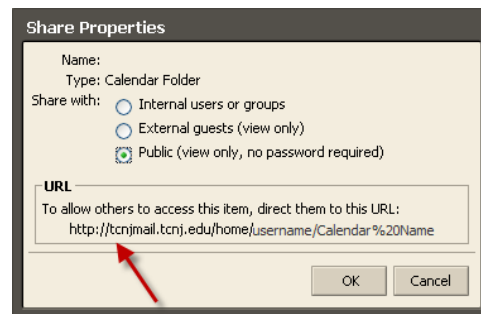 Share Properties
Name:
Type: Calendar Folder
Share with: Internal users or groups
External guests (view only)
Public (view only, no password required)
URL
To allow others to access this item, direct them to this URL:
http://tcnjmail.tcnj.edu/home/username/Calendar%20Name
OK Cancel